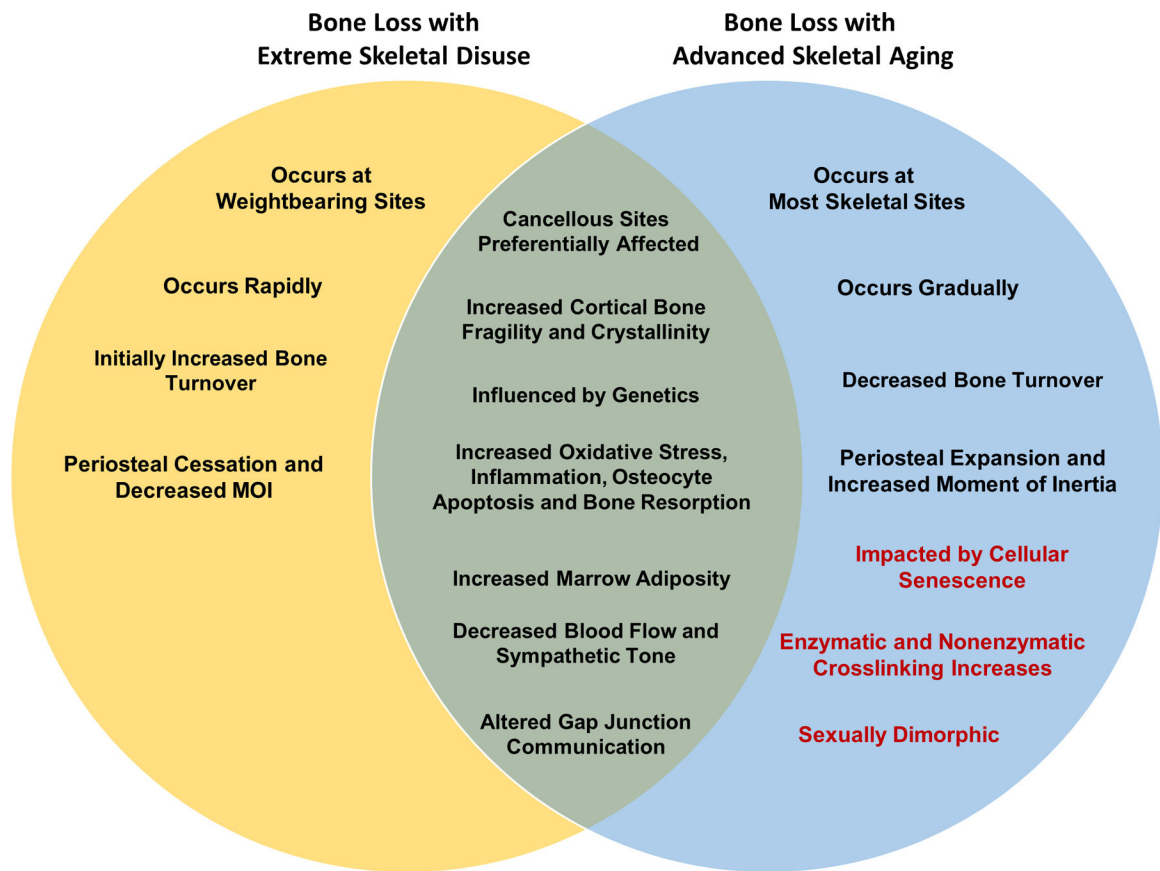 Bone Loss with
Extreme Skeletal Disuse
Bone Loss with
Advanced Skeletal Aging
Occurs at
Weightbearing Sites
Occurs Rapidly
Initially Increased Bone
Turnover
Periosteal Cessation and
Decreased MOI
Cancellous Sites
Preferentially Affected
Increased Cortical Bone
Fragility and Crystallinity
Influenced by Genetics
Increased Oxidative Stress,
Inflammation, Osteocyte
Apoptosis and Bone Resorption
Increased Marrow Adiposity
Decreased Blood Flow and
Sympathetic Tone
Altered Gap Junction
Communication
Occurs at
Most Skeletal Sites
Occurs Gradually
Decreased Bone Turnover
Periosteal Expansion and
Increased Moment of Inertia
Impacted by Cellular
Senescence
Enzymatic and Nonenzymatic
Crosslinking Increases
Sexually Dimorphic